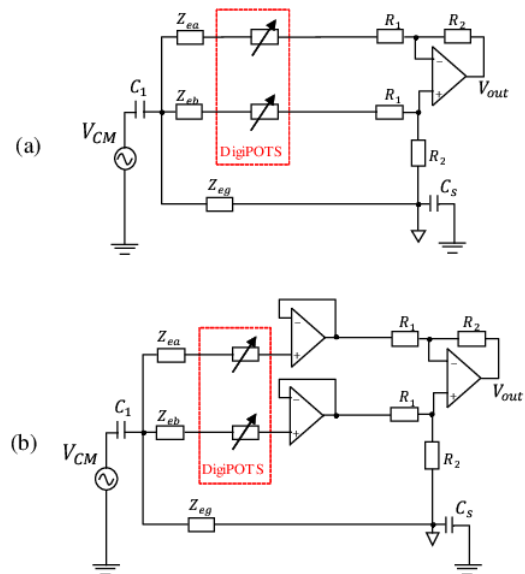 Z_ea
R_1
R_2
C_1
Z_eb
R_1
V_out
V_CM
(a)
DigiPOTS
R_2
Z_eg
C_s
R_1
R_2
Z_ea
C_1
Z_eb
R_1
V_out
V_CM
(b)
DigiPOTS
R_2
Z_eg
C_s